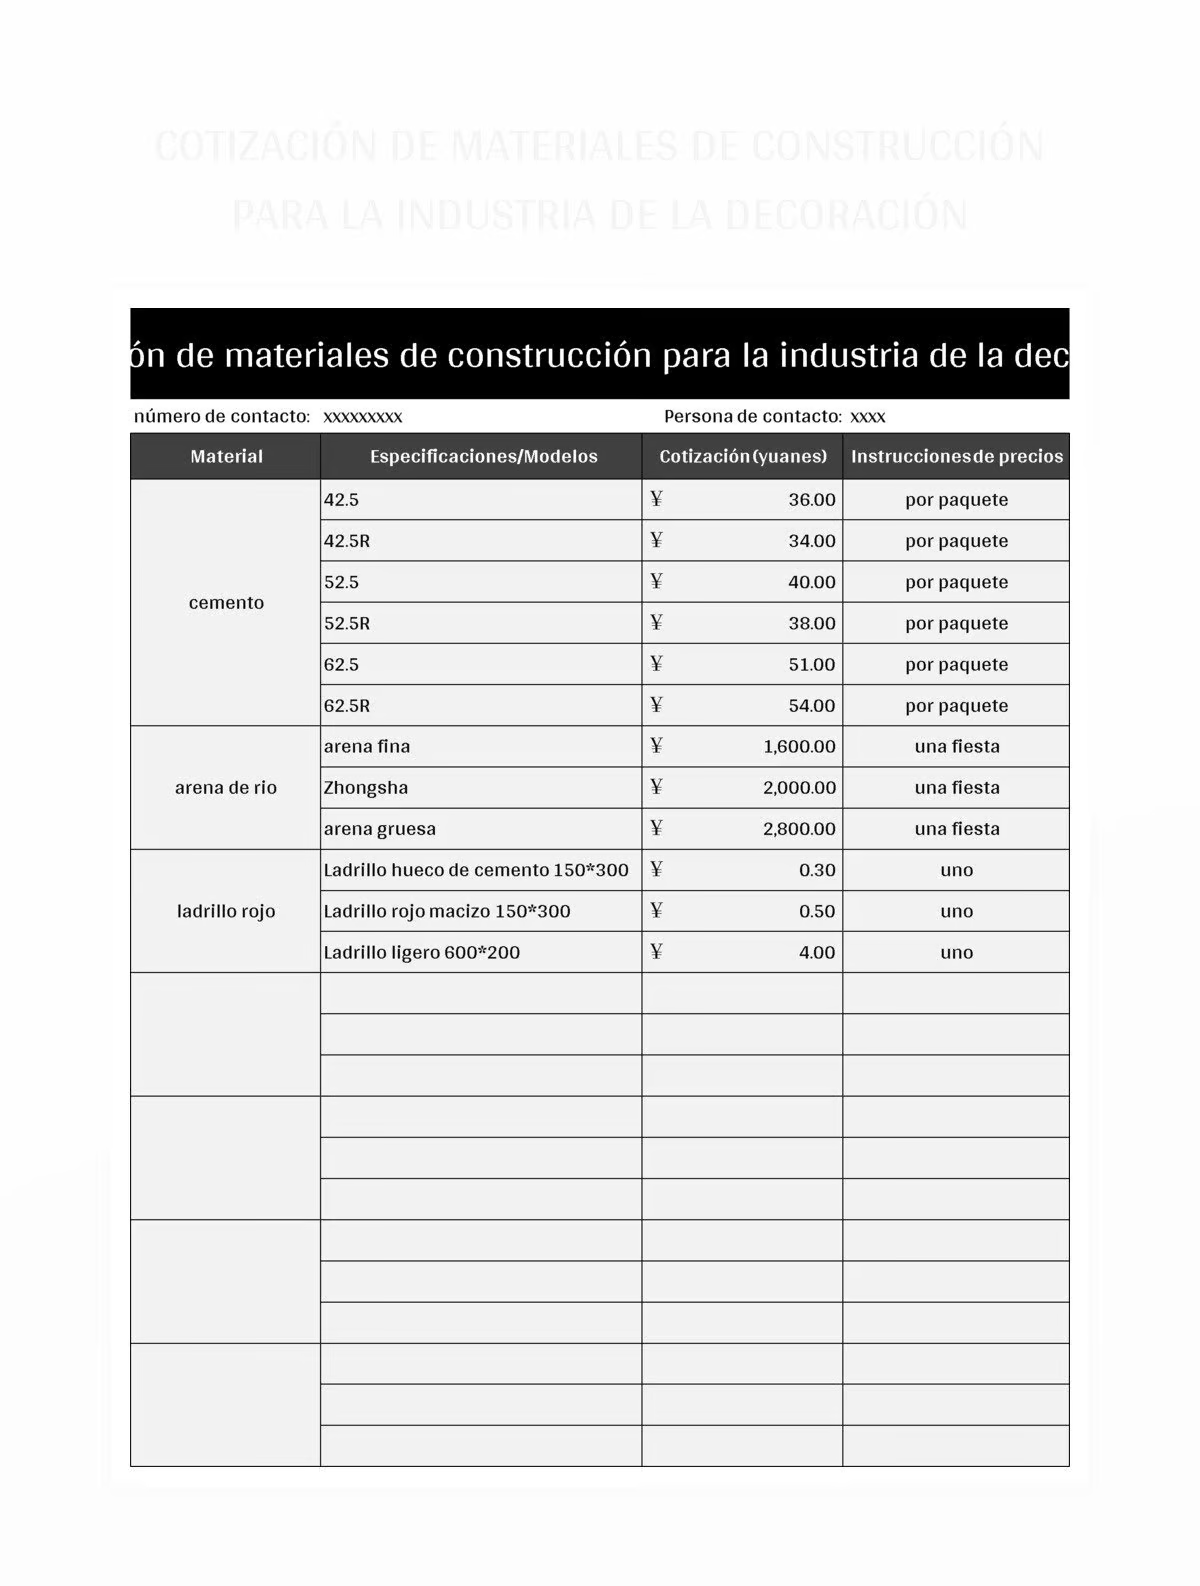 COTIZACIÓN DE MATERIALES DE CONSTRUCCIÓN
PARA LA INDUSTRIA DE LA DECORACIÓN
ón de materiales de construcción para la industria de la dec
número de contacto: xxxxxxxxx Persona de contacto: xxxx
Material Especificaciones/Modelos Cotización (yuanes) Instrucciones de precios
cemento
42.5 ¥ 36.00 por paquete
42.5R ¥ 34.00 por paquete
52.5 ¥ 40.00 por paquete
52.5R ¥ 38.00 por paquete
62.5 ¥ 51.00 por paquete
62.5R ¥ 54.00 por paquete
arena de rio
arena fina ¥ 1,600.00 una fiesta
Zhongsha ¥ 2,000.00 una fiesta
arena gruesa ¥ 2,800.00 una fiesta
ladrillo rojo
Ladrillo hueco de cemento 150*300 ¥ 0.30 uno
Ladrillo rojo macizo 150*300 ¥ 0.50 uno
Ladrillo ligero 600*200 ¥ 4.00 uno